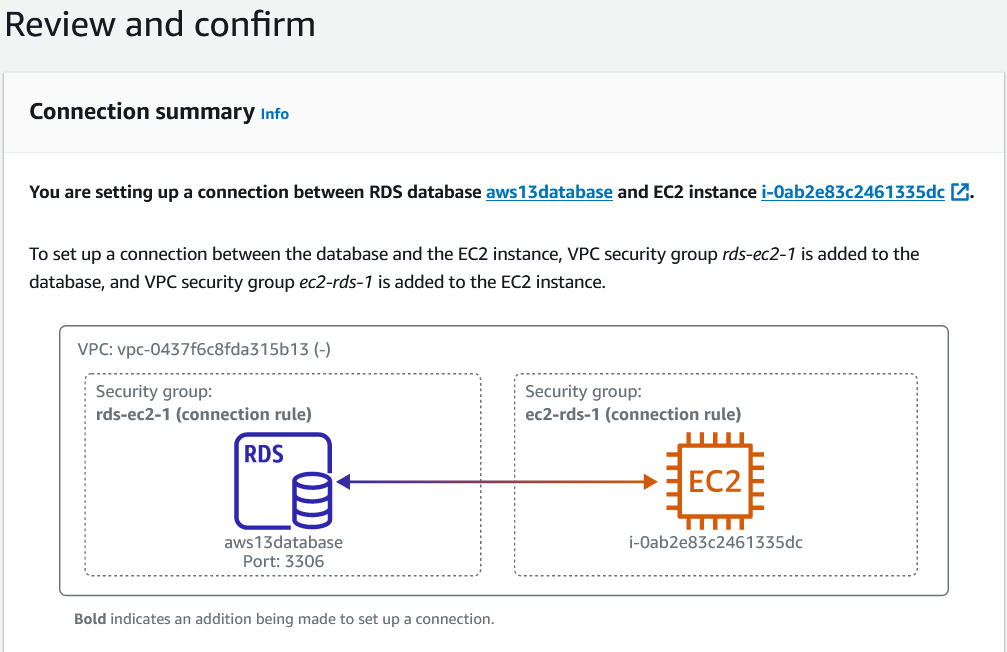 Review and confirm
Connection summary Info
You are setting up a connection between RDS database aws13database and EC2 instance i-0ab2e83c2461335dc.
To set up a connection between the database and the EC2 instance, VPC security group rds-ec2-1 is added to the
database, and VPC security group ec2-rds-1 is added to the EC2 instance.
VPC: vpc-0437f6c8fda315b13 (-)
Security group:
rds-ec2-1 (connection rule)
RDS
aws13database
Port: 3306
Security group:
ec2-rds-1 (connection rule)
EC2
i-0ab2e83c2461335dc
Bold indicates an addition being made to set up a connection.